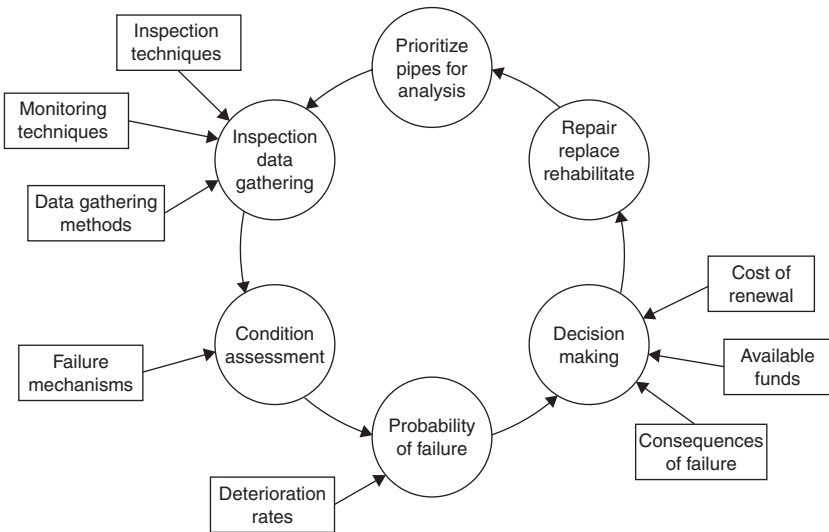 Inspection
techniques
Monitoring
techniques
Data gathering
methods
Prioritize
pipes for
analysis
Inspection
data
gathering
Repair
replace
rehabilitate
Condition
assessment
Failure
mechanisms
Probability
of failure
Deterioration
rates
Decision
making
Cost of
renewal
Available
funds
Consequences
of failure